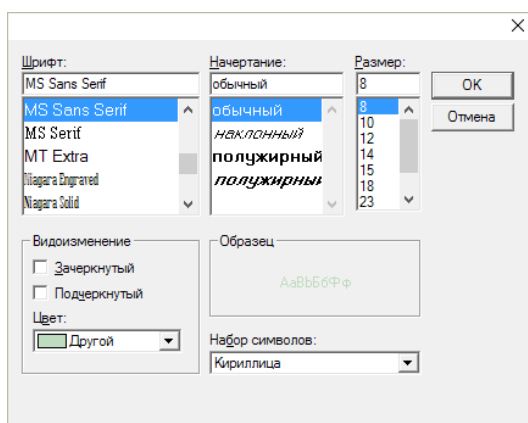 Шрифт:
MS Sans Serif
MS Sans Serif
MS Serif
MT Extra
Niagara Engraved
Niagara Solid
Начертание:
обычный
обычный
наклонный
полужирный
полужирный
Размер:
8
8
10
12
14
15
18
23
OK
Отмена
Видоизменение
Зачеркнутый
Подчеркнутый
Цвет:
Другой
Образец
АаВЬБбФф
Набор символов:
Кириллица